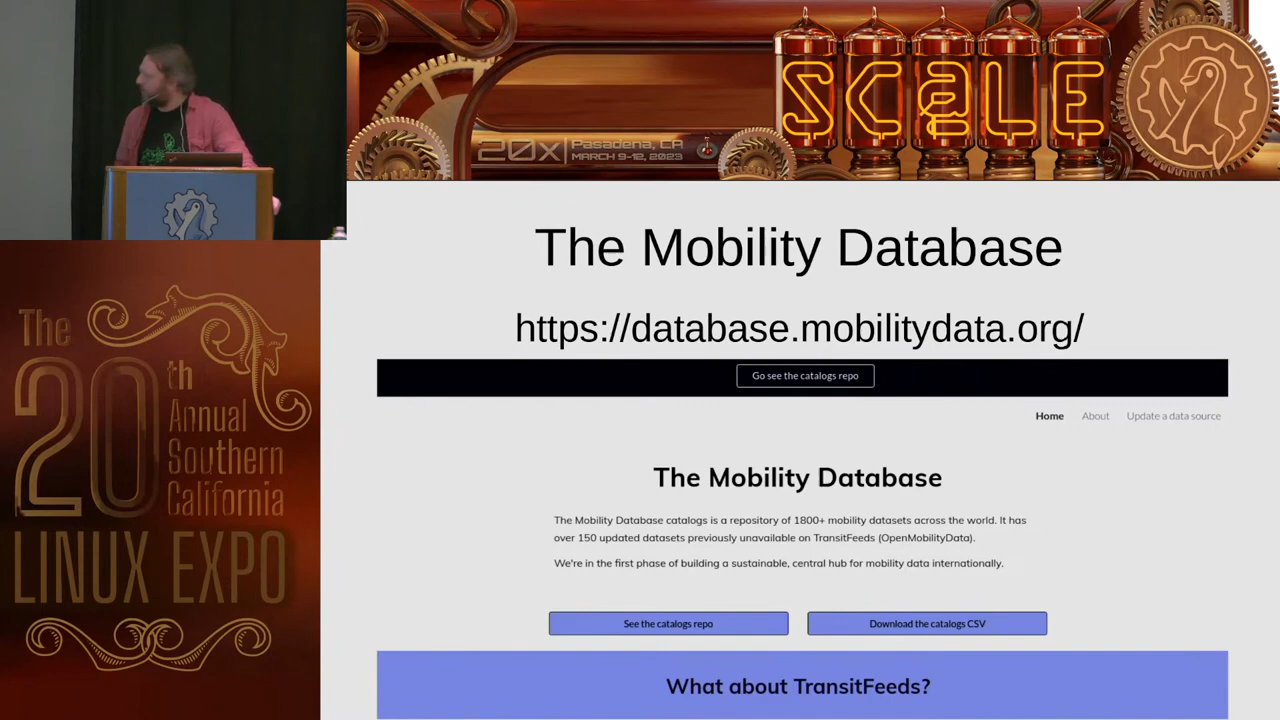 SC@LE
20x
Pasadena, CA
MARCH 9-12, 2023
The
20th
Annual
Southern
California
LINUX EXPO
The Mobility Database
https://database.mobilitydata.org/
Go see the catalogs repo
Home About Update a data source
The Mobility Database
The Mobility Database catalogs is a repository of 1800+ mobility datasets across the world. It has
over 150 updated datasets previously unavailable on TransitFeeds (OpenMobilityData).
We're in the first phase of building a sustainable, central hub for mobility data internationally.
See the catalogs repo Download the catalogs CSV
What about TransitFeeds?